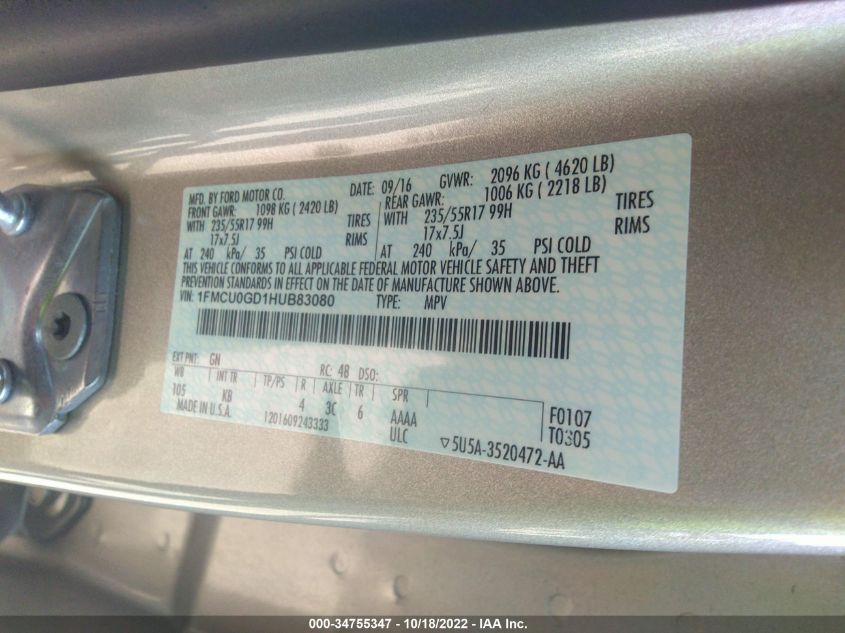 MFD. BY FORD MOTOR CO.
DATE: 09/16 GVWR: 2096 KG ( 4620 LB)
FRONT GAWR: 1098 KG ( 2420 LB)
REAR GAWR: 1006 KG ( 2218 LB)
WITH 235/55R17 99H TIRES
WITH 235/55R17 99H TIRES
17x7.5J RIMS
17x7.5J RIMS
AT 240 kPa/ 35 PSI COLD
AT 240 kPa/ 35 PSI COLD
THIS VEHICLE CONFORMS TO ALL APPLICABLE FEDERAL MOTOR VEHICLE SAFETY AND THEFT
PREVENTION STANDARDS IN EFFECT ON THE DATE OF MANUFACTURE SHOWN ABOVE.
VIN: 1FMCU0GD1HUB83080 TYPE: MPV
EXT PNT: GN RC: 48 DSO:
WB INT TR TP/PS R AXLE TR SPR
105 KB 4 3C 6 AAAA F0107
MADE IN U.S.A. 1201609243333 ULC T0305
▽5U5A-3520472-AA
000-34755347 - 10/18/2022 - IAA Inc.